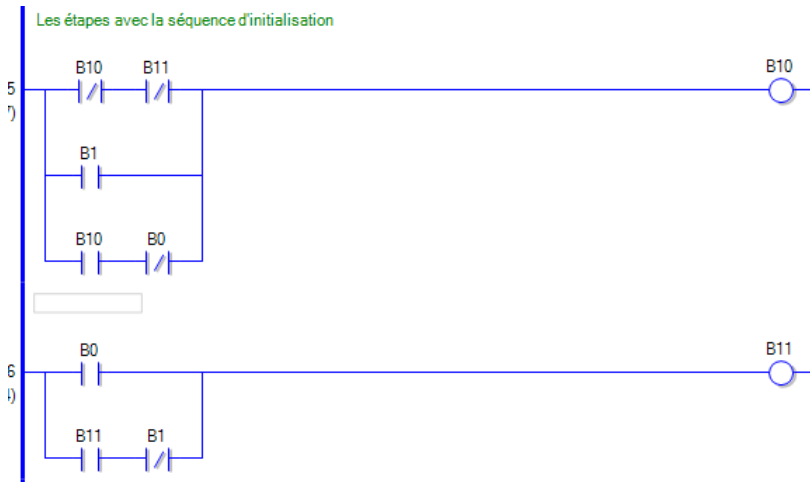 Les étapes avec la séquence d'initialisation
B10 B11 B10
5
B1
B10 B0
B0 B11
6
B11 B1